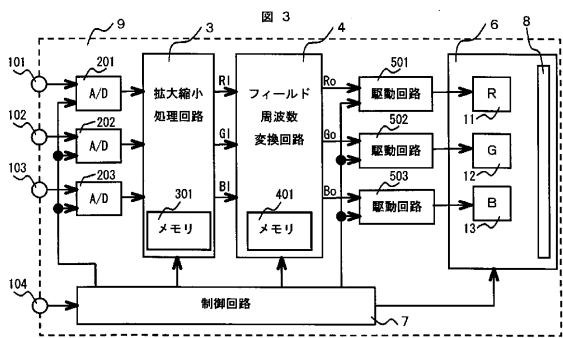 図 3
9
3
4
6
8
101
201
A/D
拡大縮小
処理回路
RI
フィールド
周波数
変換回路
Ro
501
駆動回路
R
11
102
202
A/D
GI
Go
502
駆動回路
G
12
103
203
A/D
BI
Bo
503
駆動回路
B
13
301
メモリ
401
メモリ
104
制御回路
7